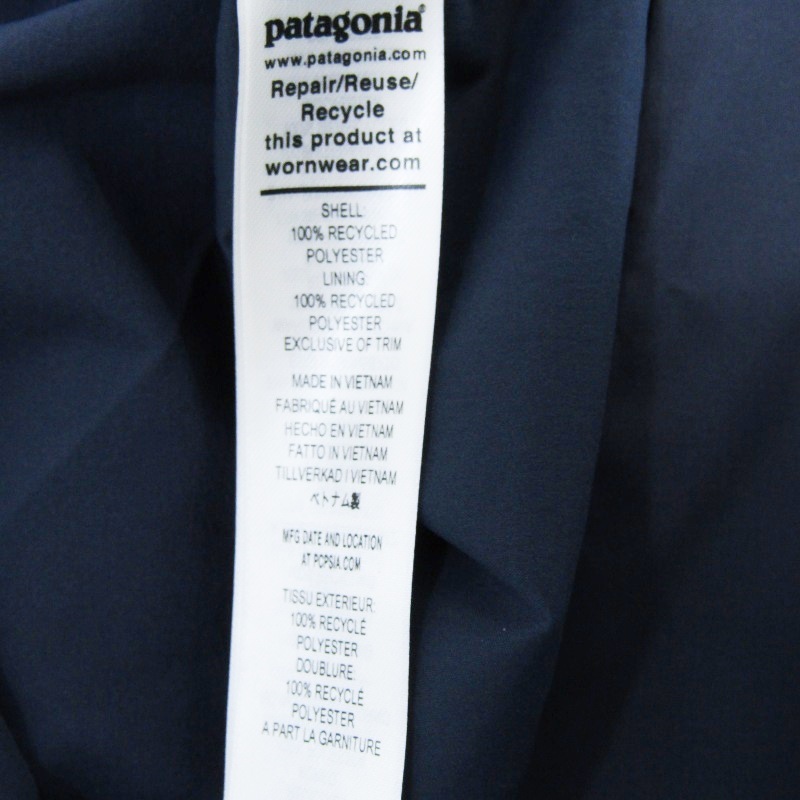 patagonia®
www.patagonia.com
Repair/Reuse/
Recycle
this product at
wornwear.com
SHELL:
100% RECYCLED
POLYESTER
LINING:
100% RECYCLED
POLYESTER
EXCLUSIVE OF TRIM
MADE IN VIETNAM
FABRIQUÉ AU VIETNAM
HECHO EN VIETNAM
FATTO IN VIETNAM
TILLVERKAD I VIETNAM
ベトナム製
MFG DATE AND LOCATION
AT PCPSIA.COM
TISSU EXTERIEUR:
100% RECYCLÉ
POLYESTER
DOUBLURE:
100% RECYCLÉ
POLYESTER
A PART LA GARNITURE